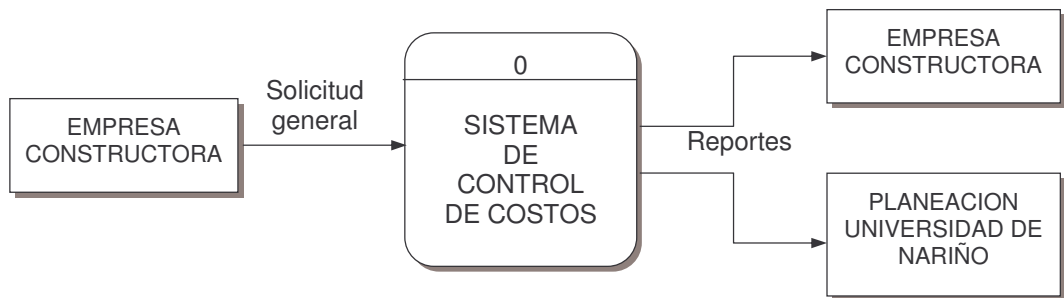 EMPRESA
CONSTRUCTORA
Solicitud
general
0
SISTEMA
DE
CONTROL
DE COSTOS
Reportes
EMPRESA
CONSTRUCTORA
PLANEACION
UNIVERSIDAD DE
NARIÑO